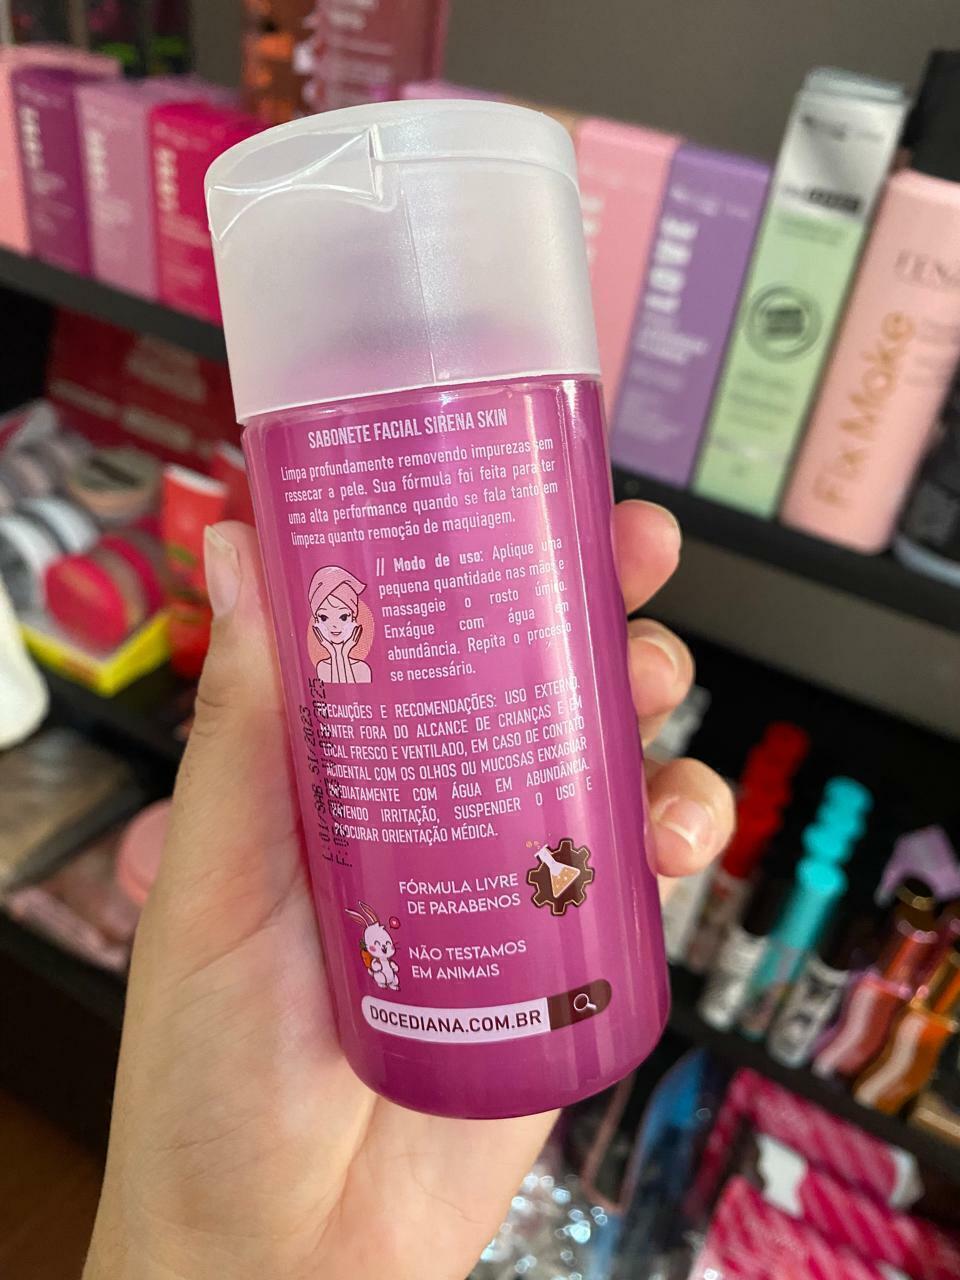 SABONETE FACIAL SIRENA SKIN
Limpa profundamente removendo impurezas sem
ressecar a pele. Sua fórmula foi feita para ter
uma alta performance quando se fala tanto em
limpeza quanto remoção de maquiagem.
// Modo de uso: Aplique uma
pequena quantidade nas mãos e
massageie o rosto úmido.
Enxágue com água em
abundância. Repita o processo
se necessário.
PRECAUÇÕES E RECOMENDAÇÕES: USO EXTERNO.
MANTER FORA DO ALCANCE DE CRIANÇAS E EM
LOCAL FRESCO E VENTILADO, EM CASO DE CONTATO
ACIDENTAL COM OS OLHOS OU MUCOSAS ENXAGUAR
IMEDIATAMENTE COM ÁGUA EM ABUNDÂNCIA.
HAVENDO IRRITAÇÃO, SUSPENDER O USO E
PROCURAR ORIENTAÇÃO MÉDICA.
FÓRMULA LIVRE
DE PARABENOS
NÃO TESTAMOS
EM ANIMAIS
DOCEDIANA.COM.BR
Fix Make